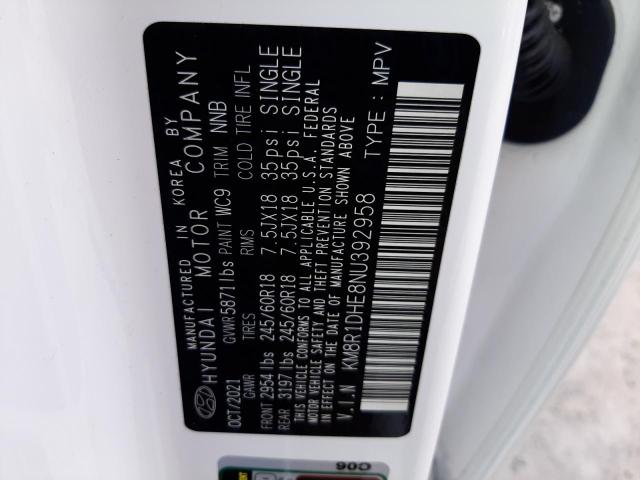 MANUFACTURED IN KOREA BY
HYUNDAI MOTOR COMPANY
OCT/2021 GVWR 5871 lbs PAINT WC9 TRIM NNB
GAWR TIRES RIMS COLD TIRE INFL
FRONT 2954 lbs 245/60R18 7.5JX18 35psi SINGLE
REAR 3197 lbs 245/60R18 7.5JX18 35psi SINGLE
THIS VEHICLE CONFORMS TO ALL APPLICABLE U.S.A. FEDERAL
MOTOR VEHICLE SAFETY AND THEFT PREVENTION STANDARDS
IN EFFECT ON THE DATE OF MANUFACTURE SHOWN ABOVE
V.I.N KM8R1DHE8NU392958 TYPE : MPV
C06